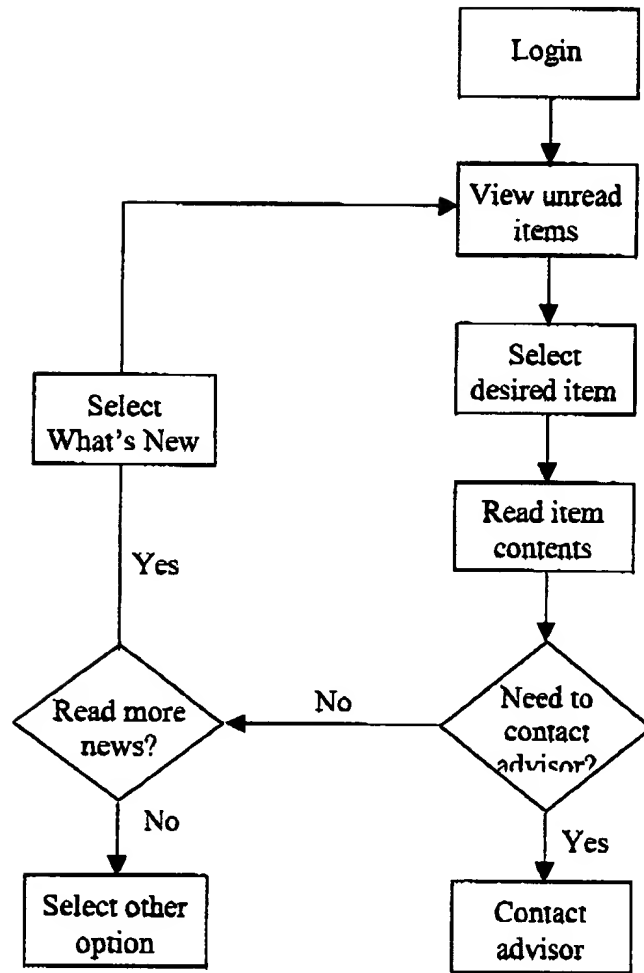 Login
View unread
items
Select
desired item
Select
What's New
Read item
contents
Yes
Read more
news?
No
Need to
contact
advisor?
No
Yes
Select other
option
Contact
advisor